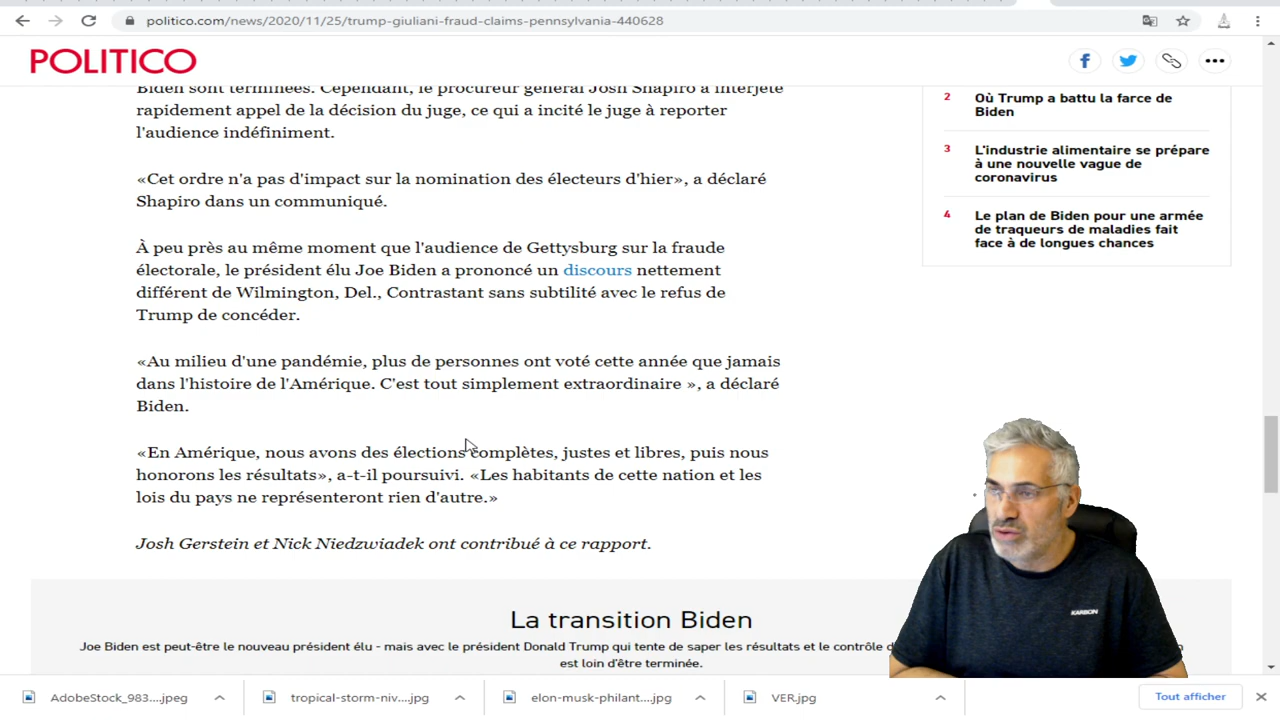 politico.com/news/2020/11/25/trump-giuliani-fraud-claims-pennsylvania-440628
POLITICO
Biden sont terminées. Cependant, le procureur général Josh Shapiro a interjeté
rapidement appel de la décision du juge, ce qui a incité le juge à reporter
l'audience indéfiniment.
«Cet ordre n'a pas d'impact sur la nomination des électeurs d'hier», a déclaré
Shapiro dans un communiqué.
À peu près au même moment que l'audience de Gettysburg sur la fraude
électorale, le président élu Joe Biden a prononcé un discours nettement
différent de Wilmington, Del., Contrastant sans subtilité avec le refus de
Trump de concéder.
«Au milieu d'une pandémie, plus de personnes ont voté cette année que jamais
dans l'histoire de l'Amérique. C'est tout simplement extraordinaire », a déclaré
Biden.
«En Amérique, nous avons des élections complètes, justes et libres, puis nous
honorons les résultats», a-t-il poursuivi. «Les habitants de cette nation et les
lois du pays ne représenteront rien d'autre.»
Josh Gerstein et Nick Niedzwiadek ont contribué à ce rapport.
2 Où Trump a battu la farce de
Biden
3 L'industrie alimentaire se prépare
à une nouvelle vague de
coronavirus
4 Le plan de Biden pour une armée
de traqueurs de maladies fait
face à de longues chances
KARBON
La transition Biden
Joe Biden est peut-être le nouveau président élu - mais avec le président Donald Trump qui tente de saper les résultats et le contrôle
est loin d'être terminée.
AdobeStock_983....jpeg
tropical-storm-niv....jpg
elon-musk-philant....jpg
VER.jpg
Tout afficher